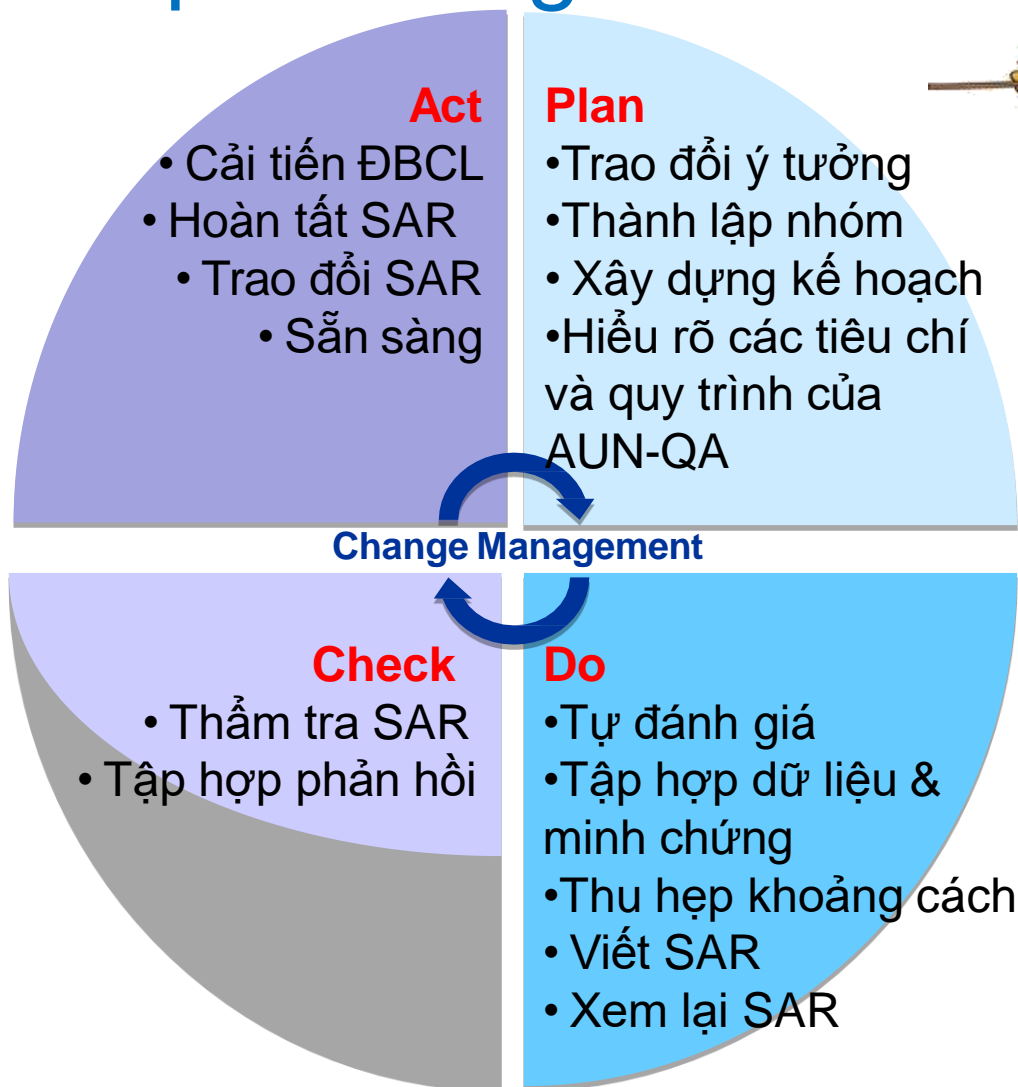 Act
• Cải tiến ĐBCL
• Hoàn tất SAR
• Trao đổi SAR
• Sẵn sàng
Plan
•Trao đổi ý tưởng
•Thành lập nhóm
• Xây dựng kế hoạch
•Hiểu rõ các tiêu chí
và quy trình của
AUN-QA
Change Management
Check
• Thẩm tra SAR
• Tập hợp phản hồi
Do
•Tự đánh giá
•Tập hợp dữ liệu &
minh chứng
•Thu hẹp khoảng cách
• Viết SAR
• Xem lại SAR